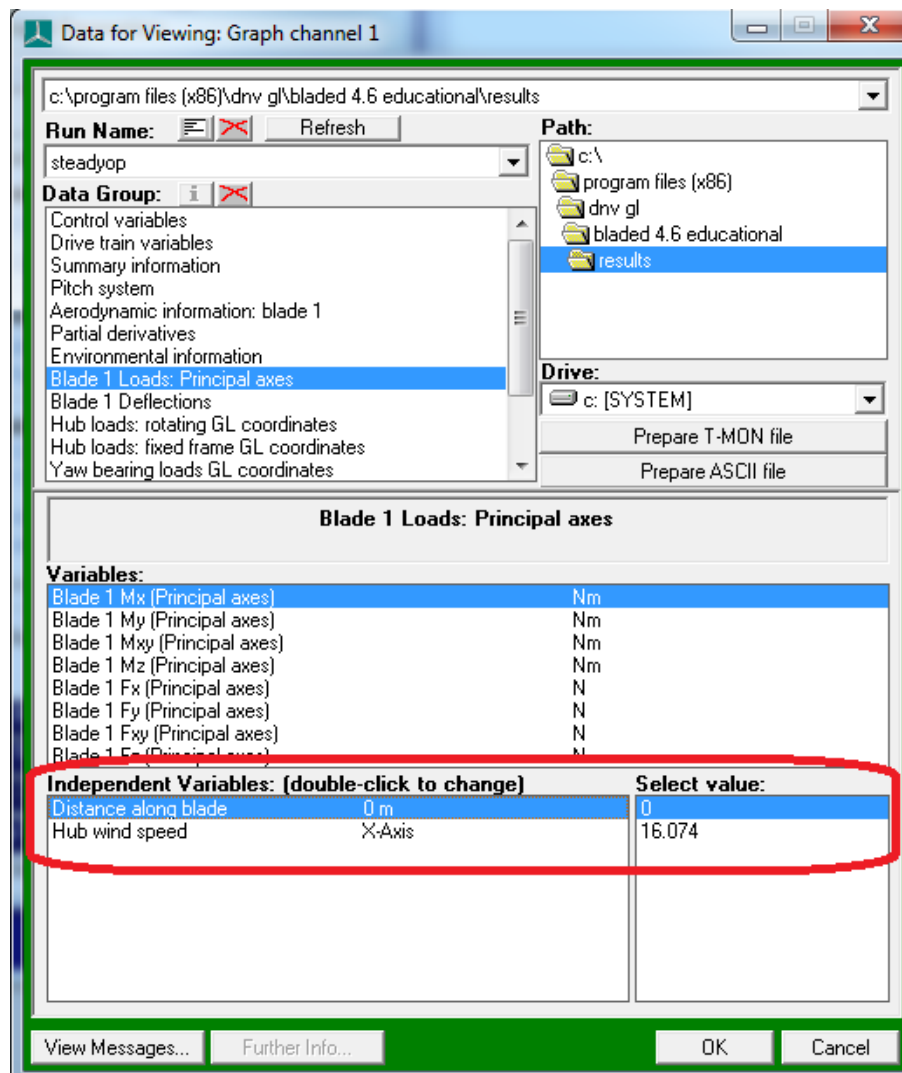 Data for Viewing: Graph channel 1
c:\program files (x86)\dnv gl\bladed 4.6 educational\results
Run Name: Refresh
steadyop
Data Group: i
Control variables
Drive train variables
Summary information
Pitch system
Aerodynamic information: blade 1
Partial derivatives
Environmental information
Blade 1 Loads: Principal axes
Blade 1 Deflections
Hub loads: rotating GL coordinates
Hub loads: fixed frame GL coordinates
Yaw bearing loads GL coordinates
Path:
c:\
program files (x86)
dnv gl
bladed 4.6 educational
results
Drive:
c: [SYSTEM]
Prepare T-MON file
Prepare ASCII file
Blade 1 Loads: Principal axes
Variables:
Blade 1 Mx (Principal axes) Nm
Blade 1 My (Principal axes) Nm
Blade 1 Mxy (Principal axes) Nm
Blade 1 Mz (Principal axes) Nm
Blade 1 Fx (Principal axes) N
Blade 1 Fy (Principal axes) N
Blade 1 Fxy (Principal axes) N
Blade 1 Fz (Principal axes) N
Independent Variables: (double-click to change) Select value:
Distance along blade 0 m 0
Hub wind speed X-Axis 16.074
View Messages... Further Info... OK Cancel